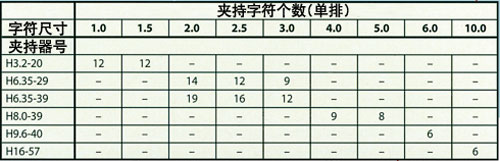 夹持字符个数(单排)
字符尺寸 1.0 1.5 2.0 2.5 3.0 4.0 5.0 6.0 10.0
夹持器号
H3.2-20 12 12 – – – – – – –
H6.35-29 – – 14 12 9 – – – –
H6.35-39 – – 19 16 12 – – – –
H8.0-39 – – – – – 9 8 – –
H9.6-40 – – – – – – – 6 –
H16-57 – – – – – – – – 6